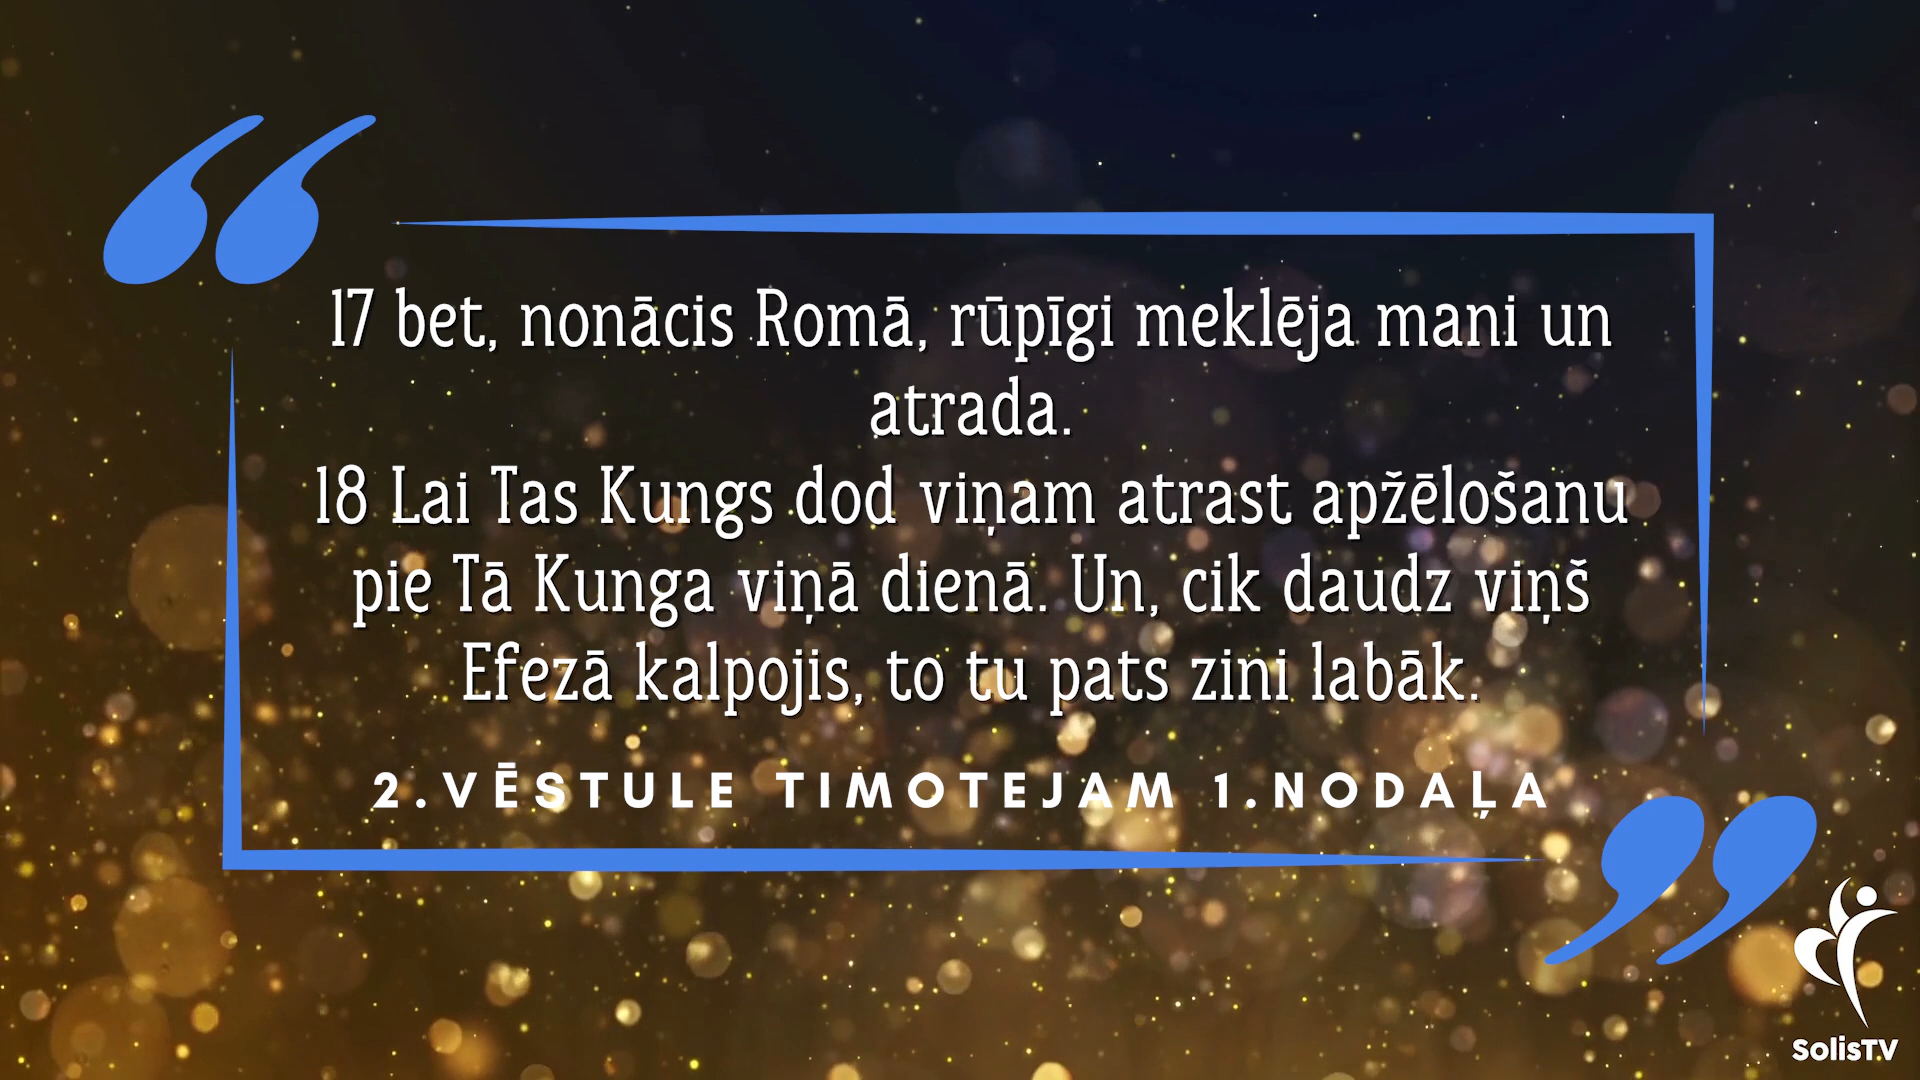 17 bet, nonācis Romā, rūpīgi meklēja mani un
atrada.
18 Lai Tas Kungs dod viņam atrast apžēlošanu
pie Tā Kunga viņā dienā. Un, cik daudz viņš
Efezā kalpojis, to tu pats zini labāk.
2.VĒSTULE TIMOTEJAM 1.NODAĻA
SolisTV